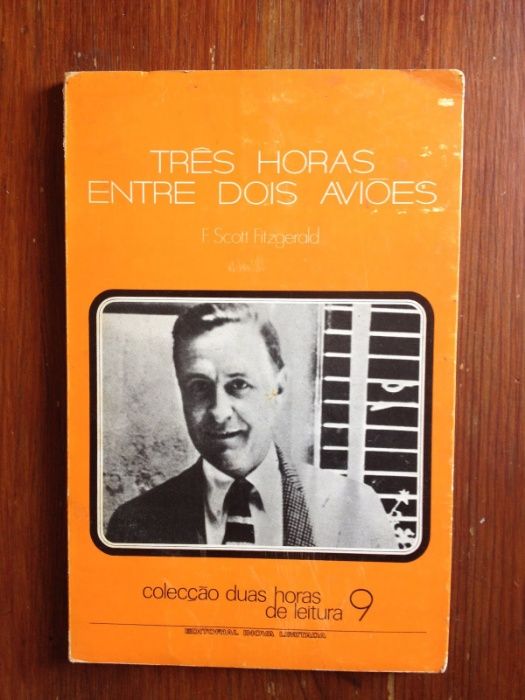 TRÊS HORAS
ENTRE DOIS AVIÕES
F. Scott Fitzgerald
colecção duas horas
de leitura 9
EDITORIAL INOVA LIMITADA